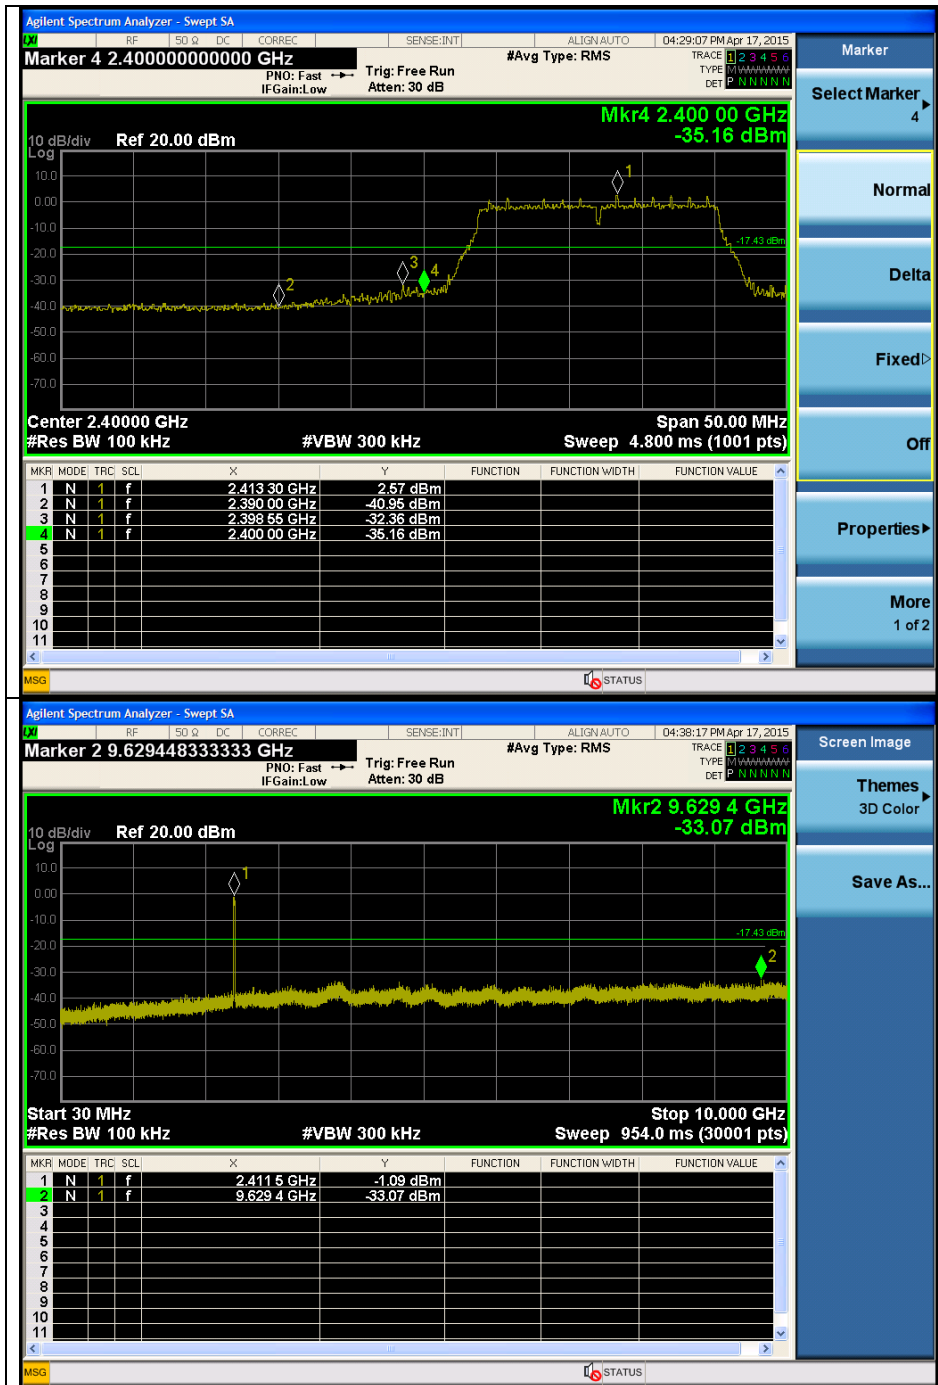 Agilent Spectrum Analyzer - Swept SA
LXI RF 50 Ω DC CORREC SENSE:INT ALIGN AUTO 04:29:07 PM Apr 17, 2015
Marker 4 2.400000000000 GHz
PNO: Fast
IFGain:Low
Trig: Free Run
Atten: 30 dB
#Avg Type: RMS
TRACE 1 2 3 4 5 6
TYPE M WWWWW
DET P N N N N N
Mkr4 2.400 00 GHz
-35.16 dBm
10 dB/div Ref 20.00 dBm
Log
10.0
0.00
-10.0
-20.0
-30.0
-40.0
-50.0
-60.0
-70.0
1
2
3
4
-17.43 dBm
Center 2.40000 GHz Span 50.00 MHz
#Res BW 100 kHz #VBW 300 kHz Sweep 4.800 ms (1001 pts)
MKR MODE TRC SCL X Y FUNCTION FUNCTION WIDTH FUNCTION VALUE
1 N 1 f 2.413 30 GHz 2.57 dBm
2 N 1 f 2.390 00 GHz -40.95 dBm
3 N 1 f 2.398 55 GHz -32.36 dBm
4 N 1 f 2.400 00 GHz -35.16 dBm
5
6
7
8
9
10
11
MSG STATUS
Marker
Select Marker
4
Normal
Delta
Fixed
Off
Properties
More
1 of 2
Agilent Spectrum Analyzer - Swept SA
LXI RF 50 Ω DC CORREC SENSE:INT ALIGN AUTO 04:38:17 PM Apr 17, 2015
Marker 2 9.629448333333 GHz
PNO: Fast
IFGain:Low
Trig: Free Run
Atten: 30 dB
#Avg Type: RMS
TRACE 1 2 3 4 5 6
TYPE M WWWWW
DET P N N N N N
Mkr2 9.629 4 GHz
-33.07 dBm
10 dB/div Ref 20.00 dBm
Log
10.0
0.00
-10.0
-20.0
-30.0
-40.0
-50.0
-60.0
-70.0
1
2
-17.43 dBm
Start 30 MHz Stop 10.000 GHz
#Res BW 100 kHz #VBW 300 kHz Sweep 954.0 ms (30001 pts)
MKR MODE TRC SCL X Y FUNCTION FUNCTION WIDTH FUNCTION VALUE
1 N 1 f 2.411 5 GHz -1.09 dBm
2 N 1 f 9.629 4 GHz -33.07 dBm
3
4
5
6
7
8
9
10
11
MSG STATUS
Screen Image
Themes
3D Color
Save As...